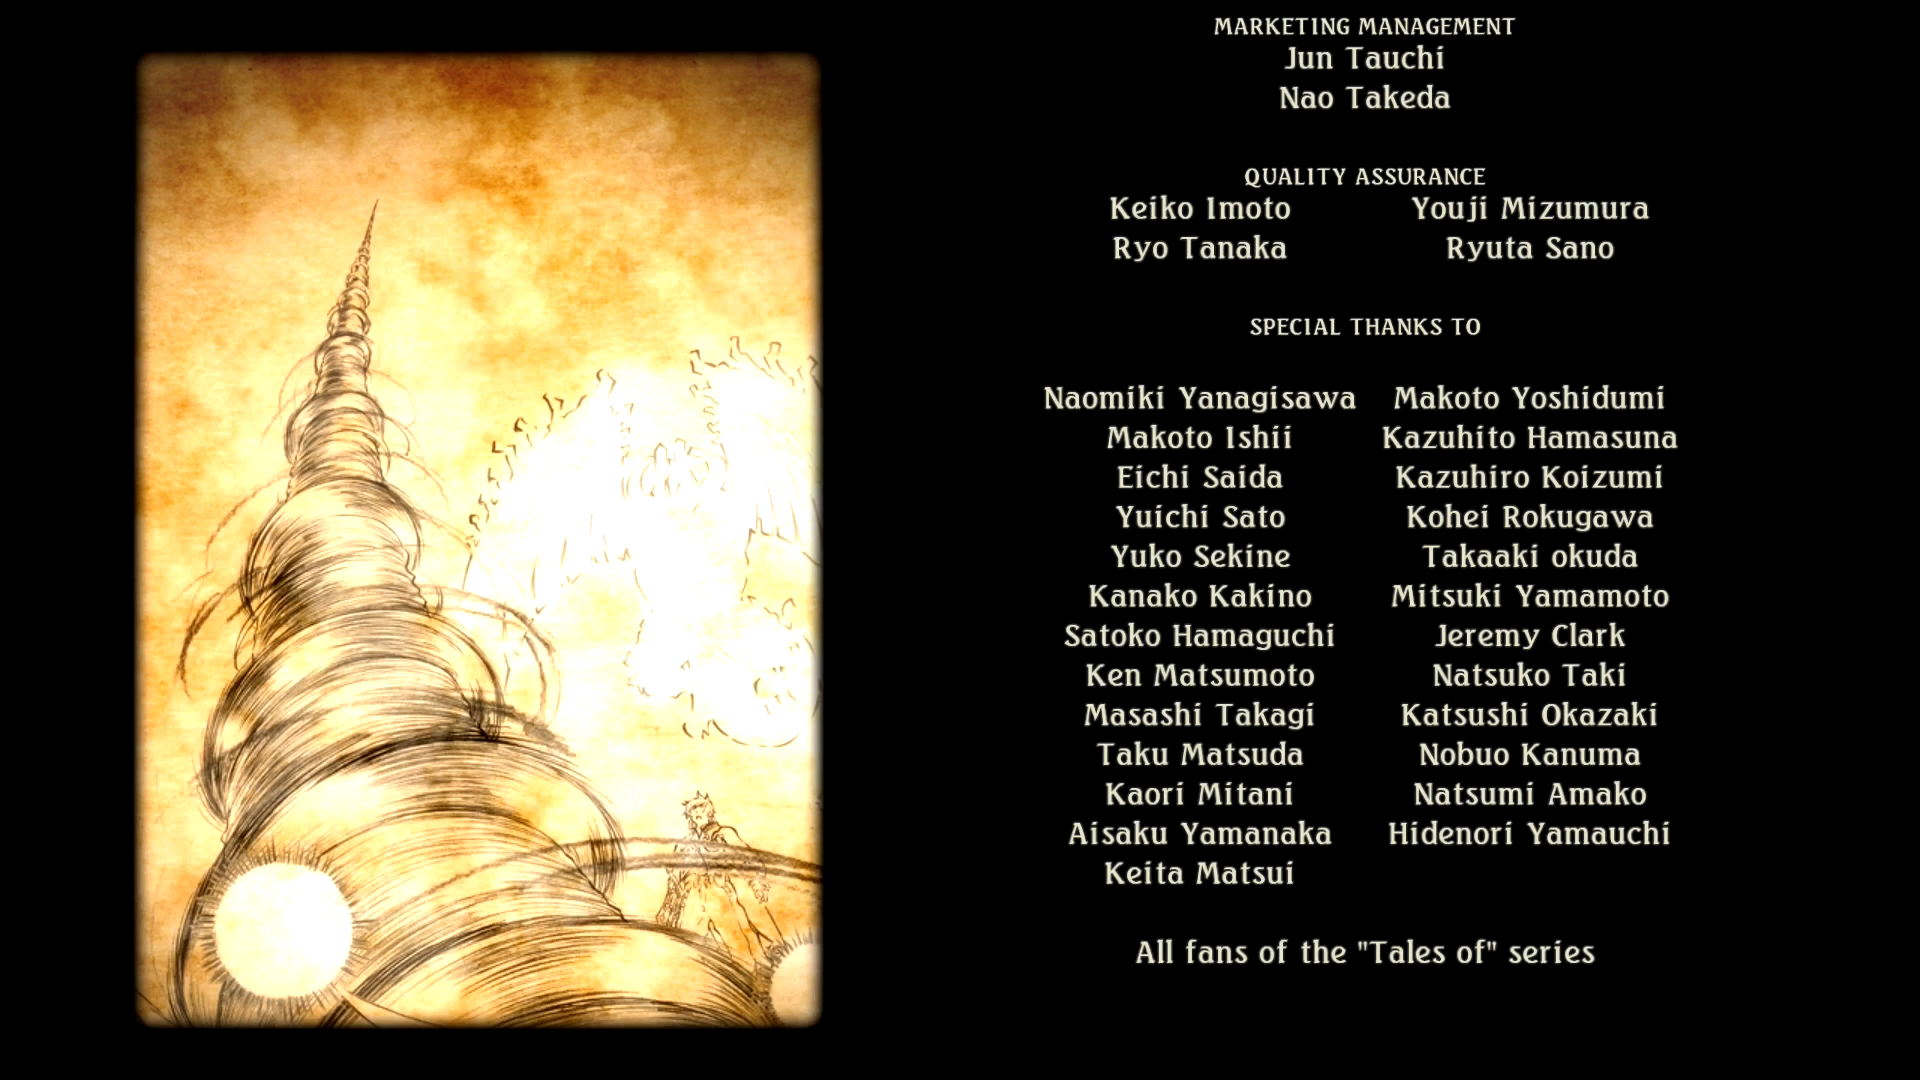 MARKETING MANAGEMENT
Jun Tauchi
Nao Takeda
QUALITY ASSURANCE
Keiko Imoto Youji Mizumura
Ryo Tanaka Ryuta Sano
SPECIAL THANKS TO
Naomiki Yanagisawa Makoto Yoshidumi
Makoto Ishii Kazuhito Hamasuna
Eichi Saida Kazuhiro Koizumi
Yuichi Sato Kohei Rokugawa
Yuko Sekine Takaaki okuda
Kanako Kakino Mitsuki Yamamoto
Satoko Hamaguchi Jeremy Clark
Ken Matsumoto Natsuko Taki
Masashi Takagi Katsushi Okazaki
Taku Matsuda Nobuo Kanuma
Kaori Mitani Natsumi Amako
Aisaku Yamanaka Hidenori Yamauchi
Keita Matsui
All fans of the "Tales of" series